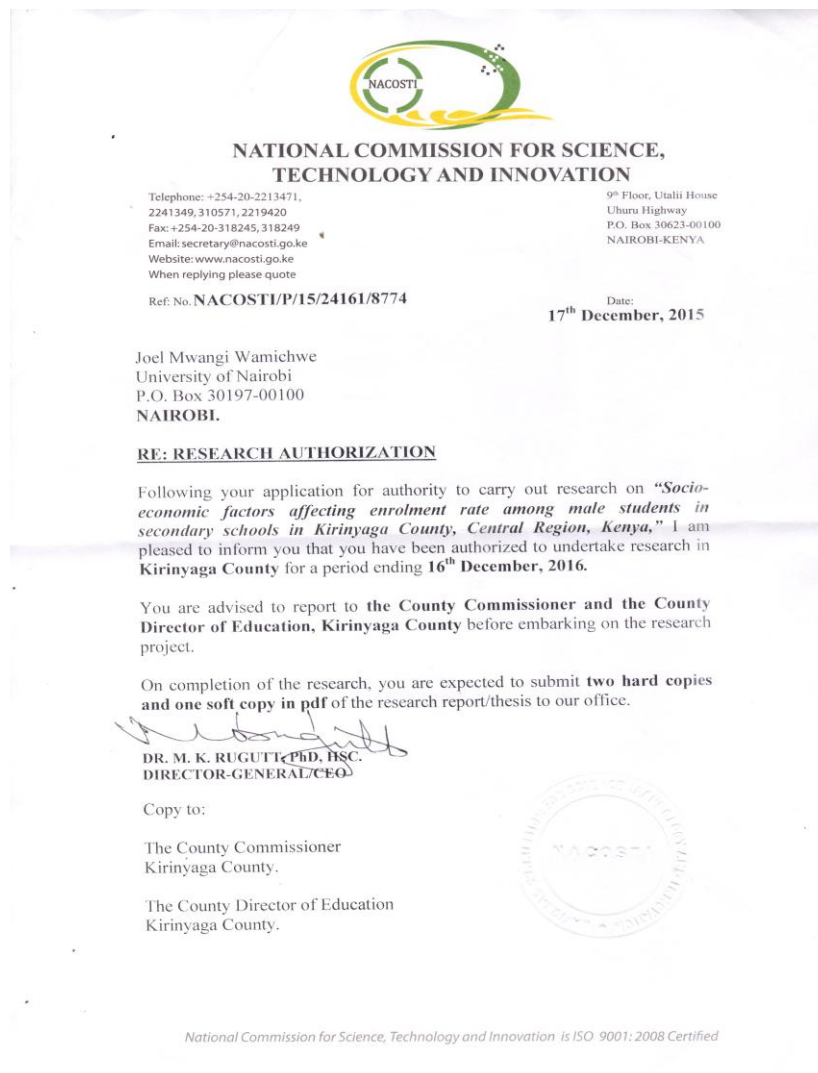 NACOSTI
NATIONAL COMMISSION FOR SCIENCE,
TECHNOLOGY AND INNOVATION
Telephone: +254-20-2213471,
2241349, 310571, 2219420
Fax: +254-20-318245, 318249
Email: secretary@nacosti.go.ke
Website: www.nacosti.go.ke
When replying please quote
9th Floor, Utalii House
Uhuru Highway
P.O. Box 30623-00100
NAIROBI-KENYA
Ref: No. NACOSTI/P/15/24161/8774
Date:
17th December, 2015
Joel Mwangi Wamichwe
University of Nairobi
P.O. Box 30197-00100
NAIROBI.
RE: RESEARCH AUTHORIZATION
Following your application for authority to carry out research on "Socio-
economic factors affecting enrolment rate among male students in
secondary schools in Kirinyaga County, Central Region, Kenya," I am
pleased to inform you that you have been authorized to undertake research in
Kirinyaga County for a period ending 16th December, 2016.
You are advised to report to the County Commissioner and the County
Director of Education, Kirinyaga County before embarking on the research
project.
On completion of the research, you are expected to submit two hard copies
and one soft copy in pdf of the research report/thesis to our office.
DR. M. K. RUGUTT, PhD, HSC.
DIRECTOR-GENERAL/CEO
Copy to:
The County Commissioner
Kirinyaga County.
The County Director of Education
Kirinyaga County.
NACOSTI
National Commission for Science, Technology and Innovation is ISO 9001: 2008 Certified